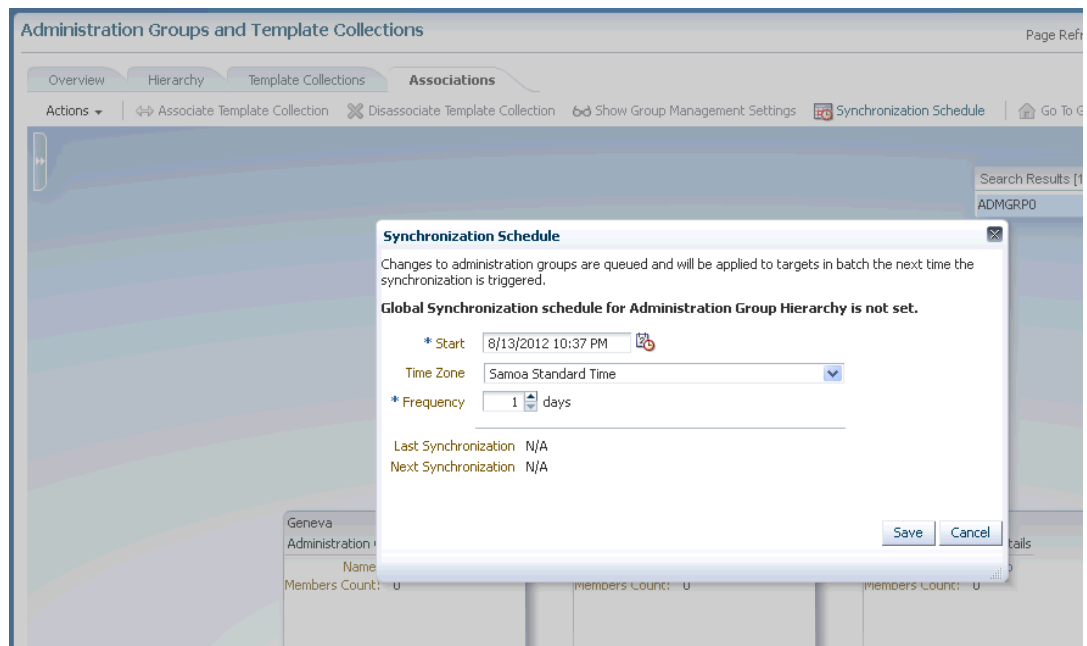 Administration Groups and Template Collections
Page Refr
Overview Hierarchy Template Collections Associations
Actions Associate Template Collection Disassociate Template Collection Show Group Management Settings Synchronization Schedule Go To G
Search Results [1
ADMGRP0
Synchronization Schedule
Changes to administration groups are queued and will be applied to targets in batch the next time the
synchronization is triggered.
Global Synchronization schedule for Administration Group Hierarchy is not set.
* Start 8/13/2012 10:37 PM
Time Zone Samoa Standard Time
* Frequency 1 days
Last Synchronization N/A
Next Synchronization N/A
Save Cancel
Geneva
Administration
tails
Name
Members Count: 0 Members Count: 0 Members Count: 0